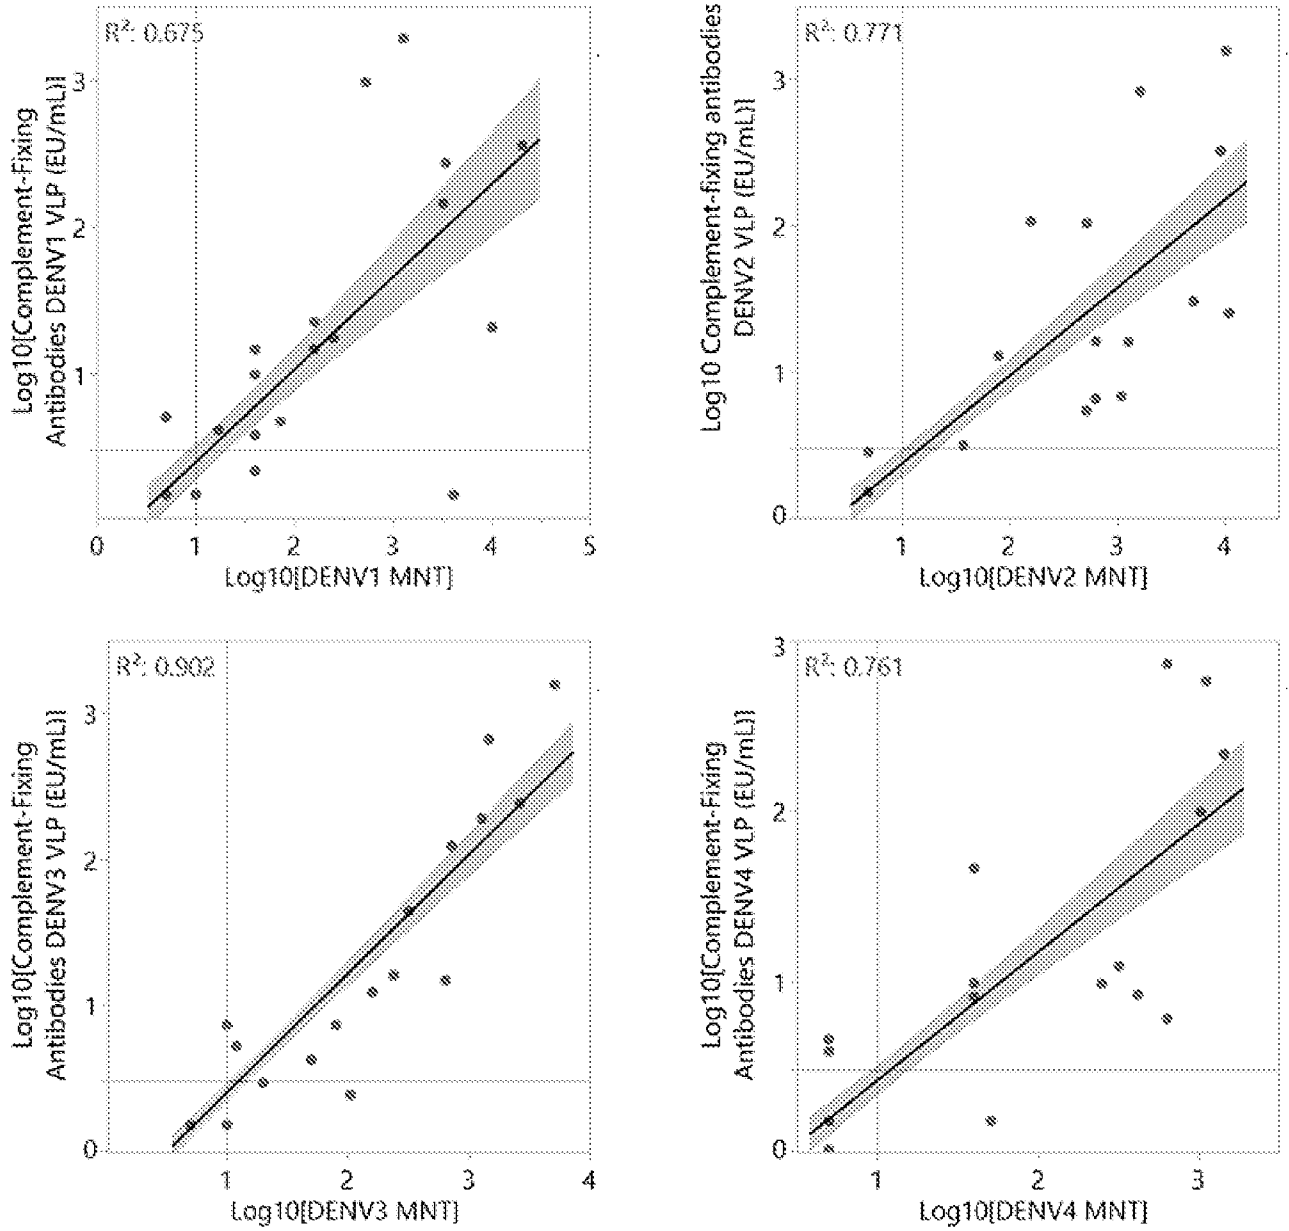 R²: 0.675
Log10[Complement-Fixing
Antibodies DENV1 VLP (EU/mL)]
3
2
1
0 1 2 3 4 5
Log10[DENV1 MNT]
R²: 0.771
Log10 Complement-fixing antibodies
DENV2 VLP (EU/mL)]
3
2
1
0
1 2 3 4
Log10[DENV2 MNT]
R²: 0.902
Log10[Complement-Fixing
Antibodies DENV3 VLP (EU/mL)]
3
2
1
0
1 2 3 4
Log10[DENV3 MNT]
R²: 0.761
Log10[Complement-Fixing
Antibodies DENV4 VLP (EU/mL)]
3
2
1
0
1 2 3
Log10[DENV4 MNT]